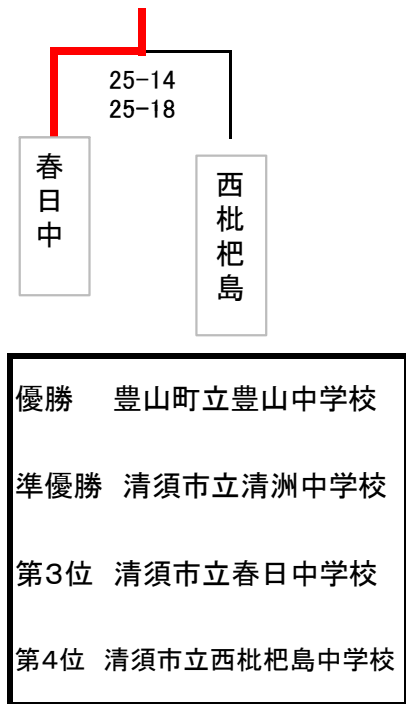 25-14
25-18
春日中
西枇杷島
優勝　豊山町立豊山中学校
準優勝　清須市立清洲中学校
第３位　清須市立春日中学校
第４位　清須市立西枇杷島中学校